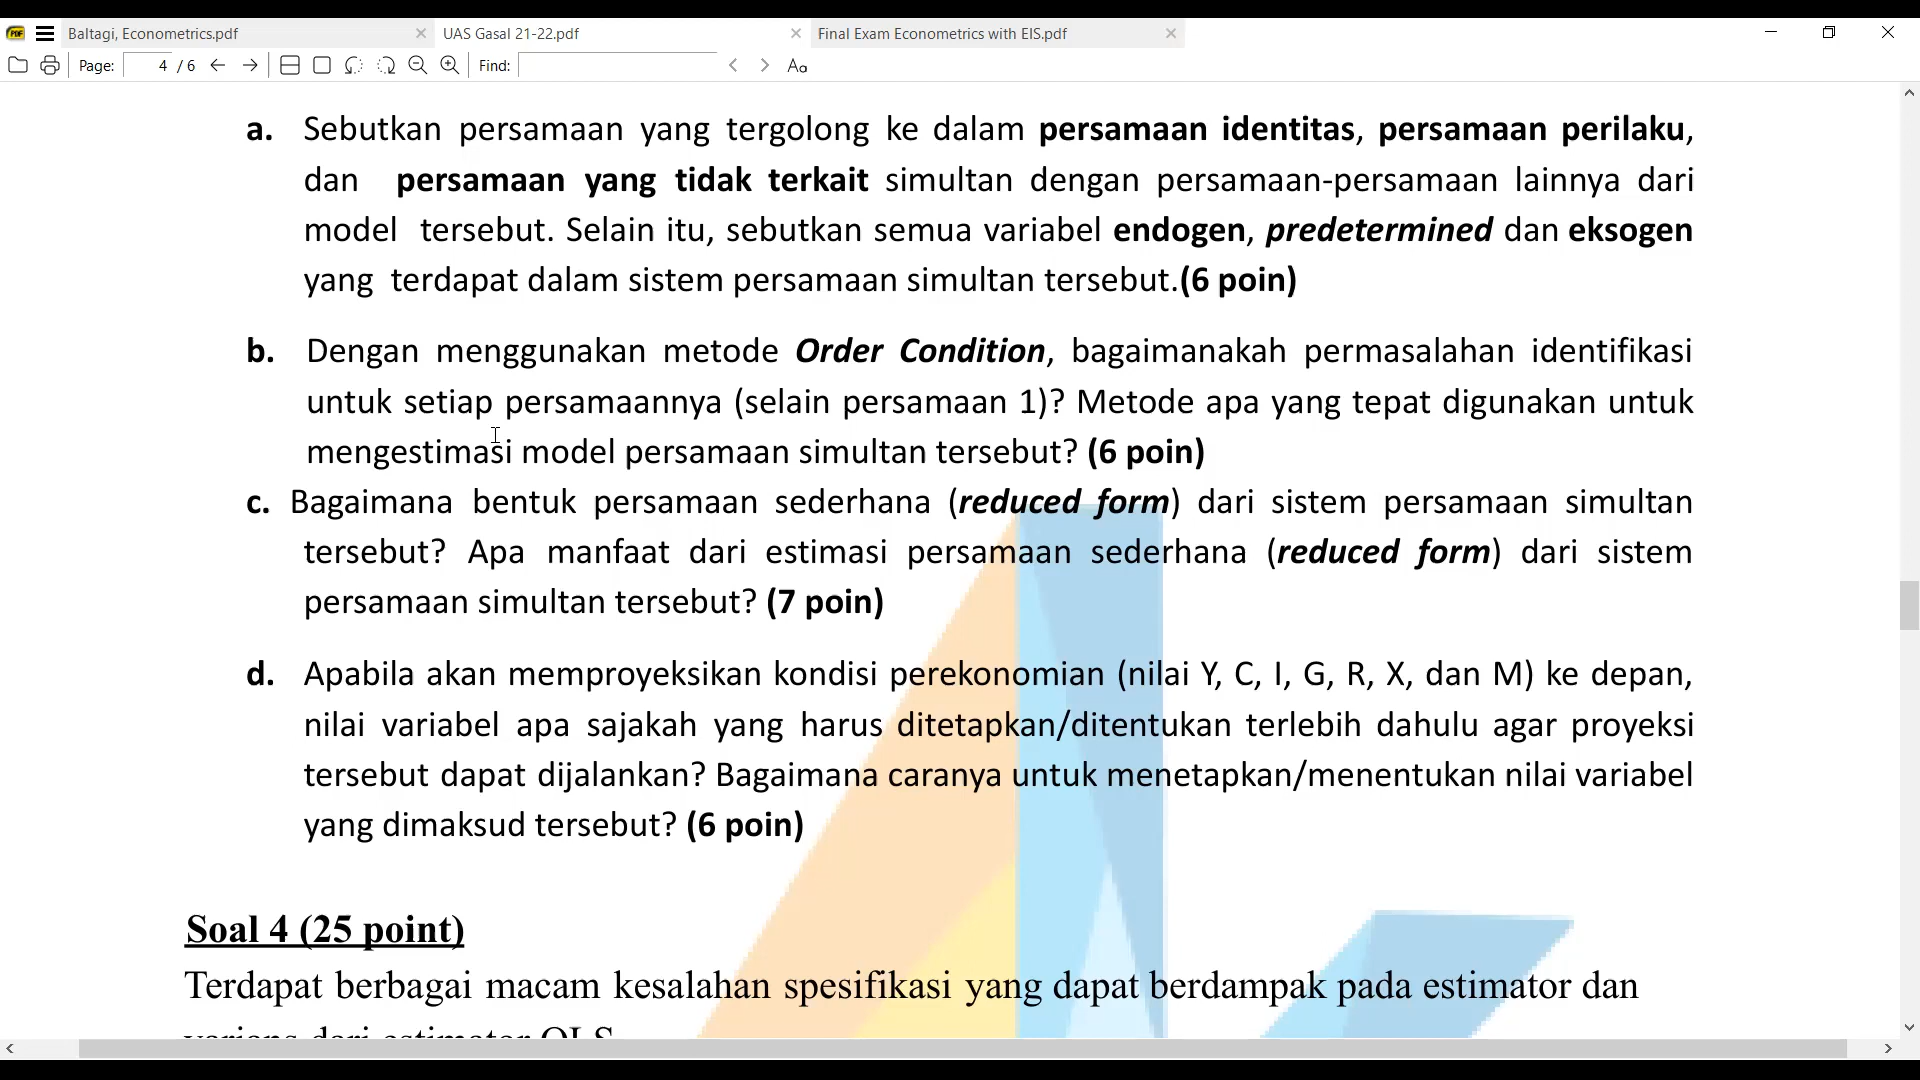 Baltagi, Econometrics.pdf
UAS Gasal 21-22.pdf
Final Exam Econometrics with EIS.pdf
Page: 4 / 6 Find: Aa
a. Sebutkan persamaan yang tergolong ke dalam persamaan identitas, persamaan perilaku,
dan persamaan yang tidak terkait simultan dengan persamaan-persamaan lainnya dari
model tersebut. Selain itu, sebutkan semua variabel endogen, predetermined dan eksogen
yang terdapat dalam sistem persamaan simultan tersebut.(6 poin)
b. Dengan menggunakan metode Order Condition, bagaimanakah permasalahan identifikasi
untuk setiap persamaannya (selain persamaan 1)? Metode apa yang tepat digunakan untuk
mengestimasi model persamaan simultan tersebut? (6 poin)
c. Bagaimana bentuk persamaan sederhana (reduced form) dari sistem persamaan simultan
tersebut? Apa manfaat dari estimasi persamaan sederhana (reduced form) dari sistem
persamaan simultan tersebut? (7 poin)
d. Apabila akan memproyeksikan kondisi perekonomian (nilai Y, C, I, G, R, X, dan M) ke depan,
nilai variabel apa sajakah yang harus ditetapkan/ditentukan terlebih dahulu agar proyeksi
tersebut dapat dijalankan? Bagaimana caranya untuk menetapkan/menentukan nilai variabel
yang dimaksud tersebut? (6 poin)
Soal 4 (25 point)
Terdapat berbagai macam kesalahan spesifikasi yang dapat berdampak pada estimator dan
varians dari estimator OLS